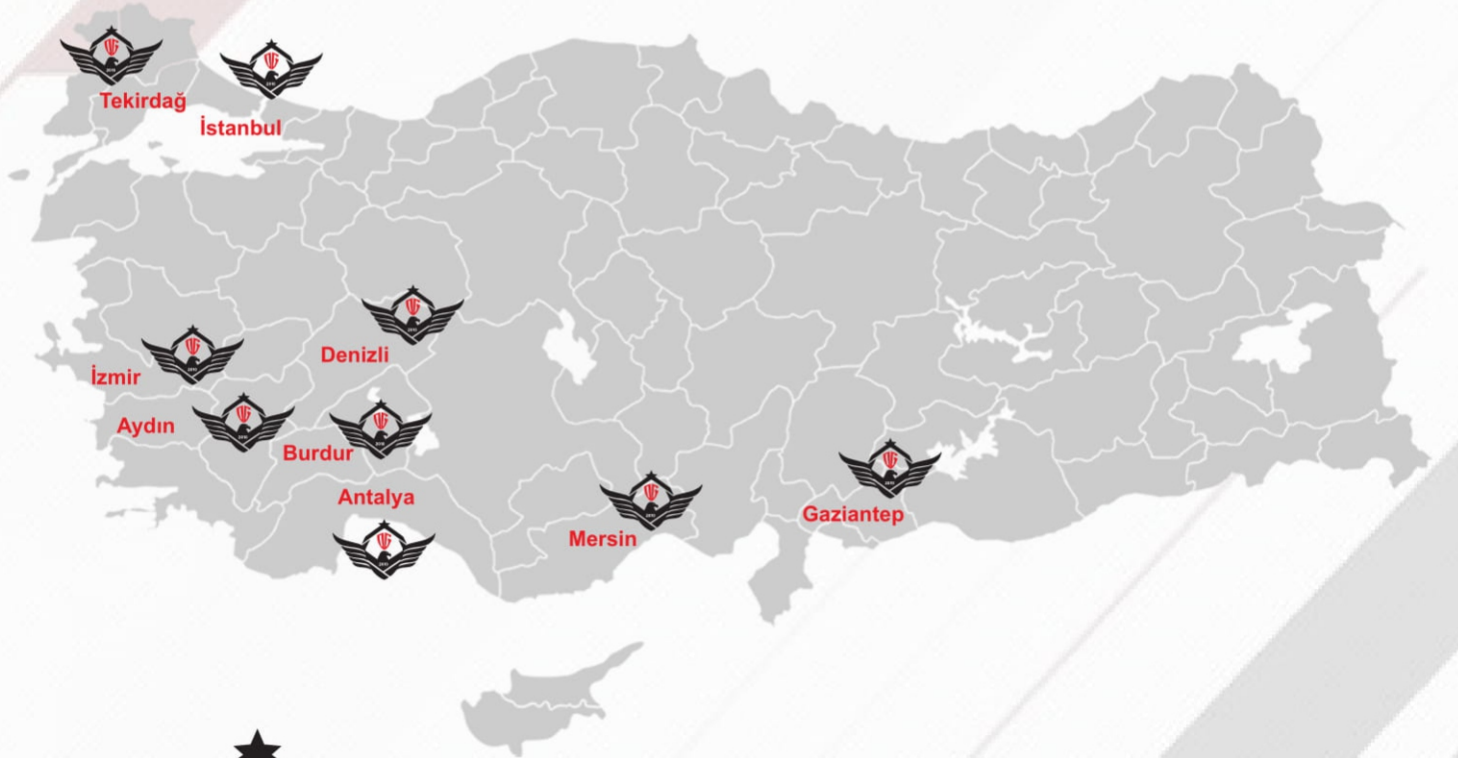 Tekirdağ
İstanbul
Denizli
İzmir
Aydın
Burdur
Antalya
Mersin
Gaziantep